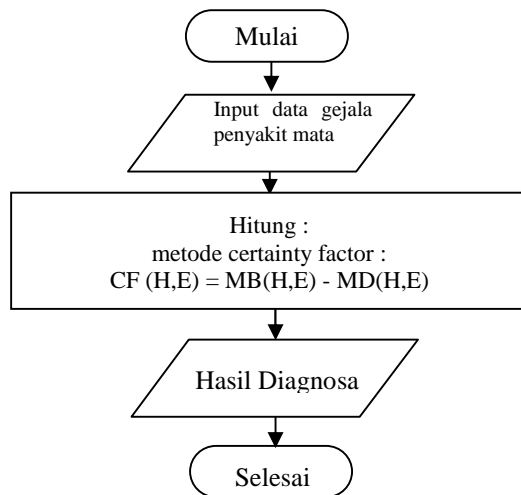 Mulai
Input data gejala
penyakit mata
Hitung :
metode certainty factor :
CF (H,E) = MB(H,E) - MD(H,E)
Hasil Diagnosa
Selesai